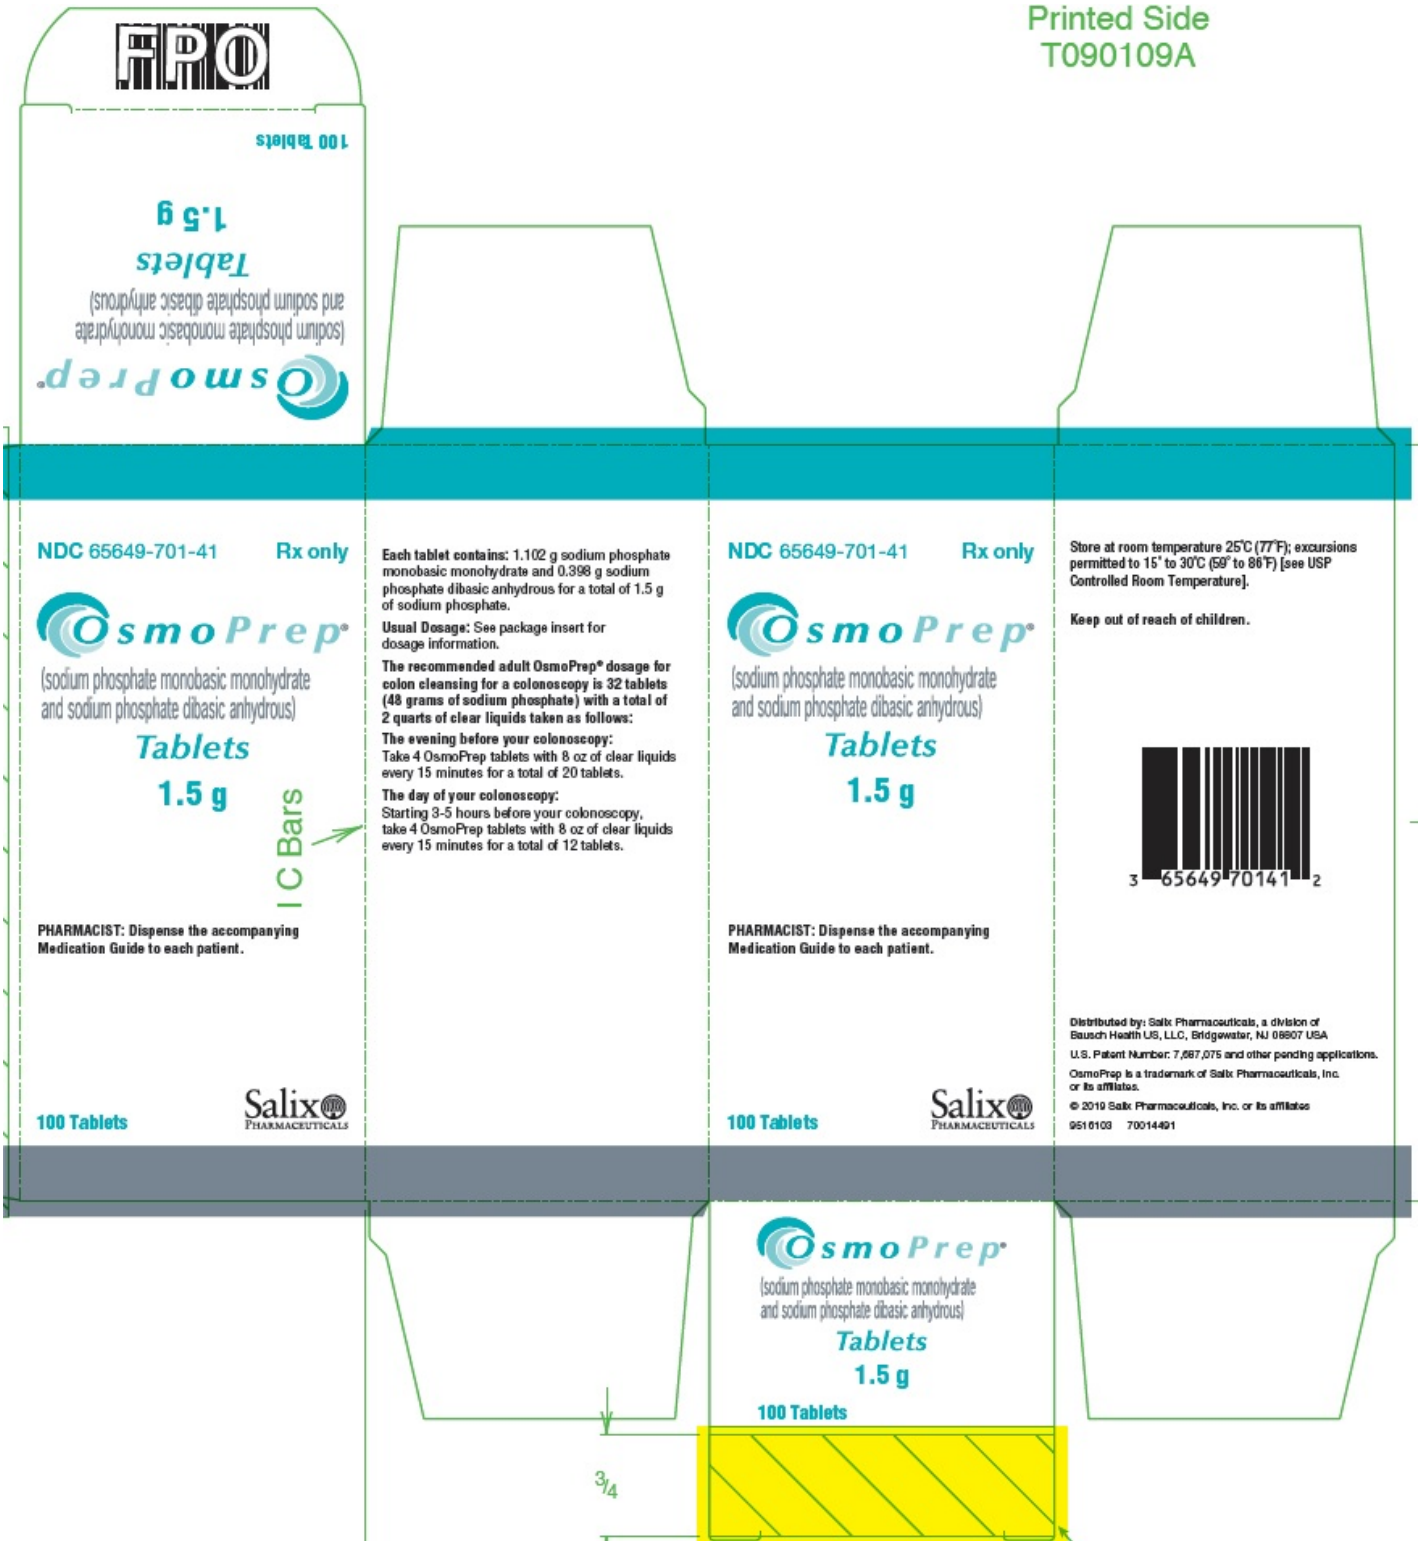 Printed Side
T090109A
FPO
100 Tablets
1.5 g
Tablets
(sodium phosphate monobasic monohydrate
and sodium phosphate dibasic anhydrous)
OsmoPrep®
NDC 65649-701-41 Rx only
OsmoPrep®
(sodium phosphate monobasic monohydrate
and sodium phosphate dibasic anhydrous)
Tablets
1.5 g
I C Bars
PHARMACIST: Dispense the accompanying
Medication Guide to each patient.
100 Tablets
Salix
PHARMACEUTICALS
Each tablet contains: 1.102 g sodium phosphate
monobasic monohydrate and 0.398 g sodium
phosphate dibasic anhydrous for a total of 1.5 g
of sodium phosphate.
Usual Dosage: See package insert for
dosage information.
The recommended adult OsmoPrep® dosage for
colon cleansing for a colonoscopy is 32 tablets
(48 grams of sodium phosphate) with a total of
2 quarts of clear liquids taken as follows:
The evening before your colonoscopy:
Take 4 OsmoPrep tablets with 8 oz of clear liquids
every 15 minutes for a total of 20 tablets.
The day of your colonoscopy:
Starting 3-5 hours before your colonoscopy,
take 4 OsmoPrep tablets with 8 oz of clear liquids
every 15 minutes for a total of 12 tablets.
NDC 65649-701-41 Rx only
OsmoPrep®
(sodium phosphate monobasic monohydrate
and sodium phosphate dibasic anhydrous)
Tablets
1.5 g
PHARMACIST: Dispense the accompanying
Medication Guide to each patient.
100 Tablets
Salix
PHARMACEUTICALS
Store at room temperature 25°C (77°F); excursions
permitted to 15° to 30°C (59° to 86°F) [see USP
Controlled Room Temperature].
Keep out of reach of children.
3 65649 70141 2
Distributed by: Salix Pharmaceuticals, a division of
Bausch Health US, LLC, Bridgewater, NJ 08807 USA
U.S. Patent Number: 7,687,075 and other pending applications.
OsmoPrep is a trademark of Salix Pharmaceuticals, Inc.
or its affiliates.
© 2019 Salix Pharmaceuticals, Inc. or its affiliates
9516103 70014491
OsmoPrep®
(sodium phosphate monobasic monohydrate
and sodium phosphate dibasic anhydrous)
Tablets
1.5 g
100 Tablets
3/4